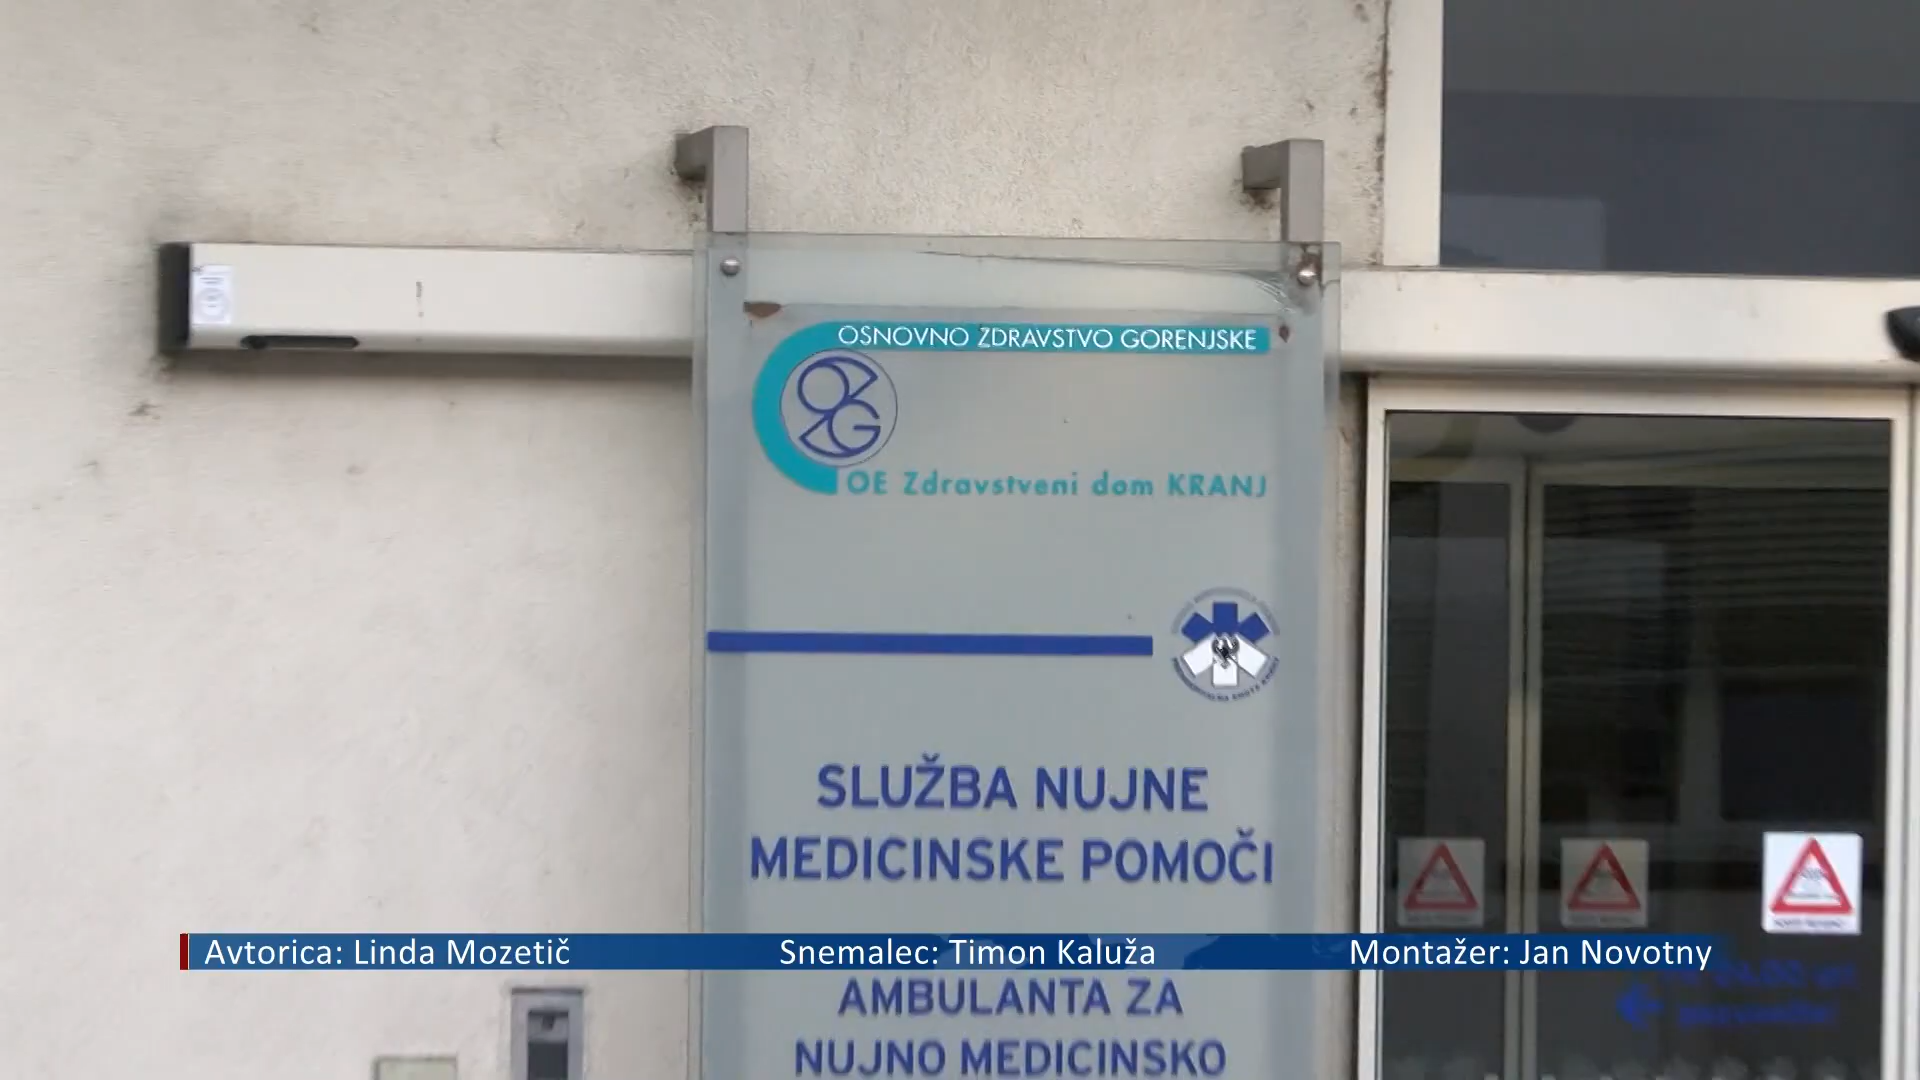 OSNOVNO ZDRAVSTVO GORENJSKE
OZG
OE Zdravstveni dom KRANJ
SLUŽBA NUJNE
MEDICINSKE POMOČI
Avtorica: Linda Mozetič Snemalec: Timon Kaluža Montažer: Jan Novotny
AMBULANTA ZA
NUJNO MEDICINSKO